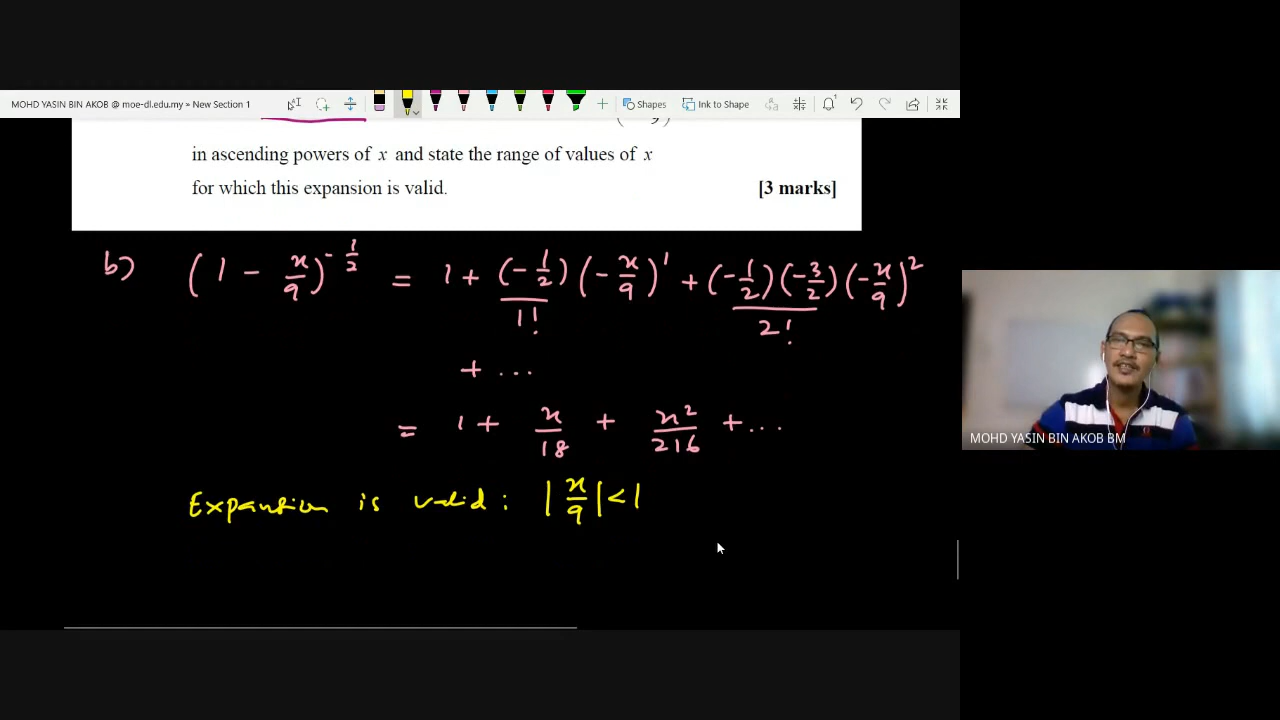 MOHD YASIN BIN AKOB @ moe-dl.edu.my » New Section 1
Shapes Ink to Shape
in ascending powers of x and state the range of values of x
for which this expansion is valid. [3 marks]
b) (1 - x/9)^{-1/2} = 1 + (-1/2)/1! (-x/9)^1 + (-1/2)(-3/2)/2! (-x/9)^2
+ ...
= 1 + x/18 + x^2/216 + ...
Expansion is valid : |x/9| < 1
MOHD YASIN BIN AKOB BM